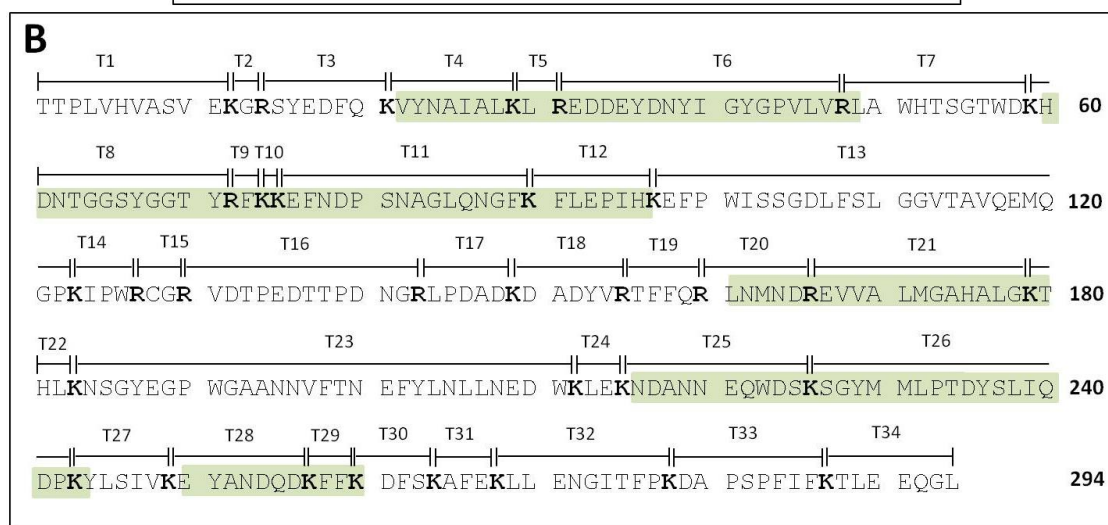 B
T1 T2 T3 T4 T5 T6 T7
TTPLVHVASV EKGRSYEDFQ KVYNAIALKL REDDEYDNYI GYGPVLVRLA WHTSGTWDKH 60
T8 T9 T10 T11 T12 T13
DNTGGSYGGT YRFKKEFNDP SNAGLQNGFK FLEPIHKEFP WISSGDLFSL GGVTAVQEMQ 120
T14 T15 T16 T17 T18 T19 T20 T21
GPKIPWRCGR VDTPEDTTPD NGRLPDADKD ADYVRTFFQR LNMNDREVVA LMGAHALGKT 180
T22 T23 T24 T25 T26
HLKNSGYEGP WGAANNVFTN EFYLNLLNED WKLEKNDANN EQWDSKSGYM MLPTDYSLIQ 240
T27 T28 T29 T30 T31 T32 T33 T34
DPKYLSIVKE YANDQDKFFK DFSKAFEKLL ENGITFPKDA PSPFIFKTLE EQGL 294